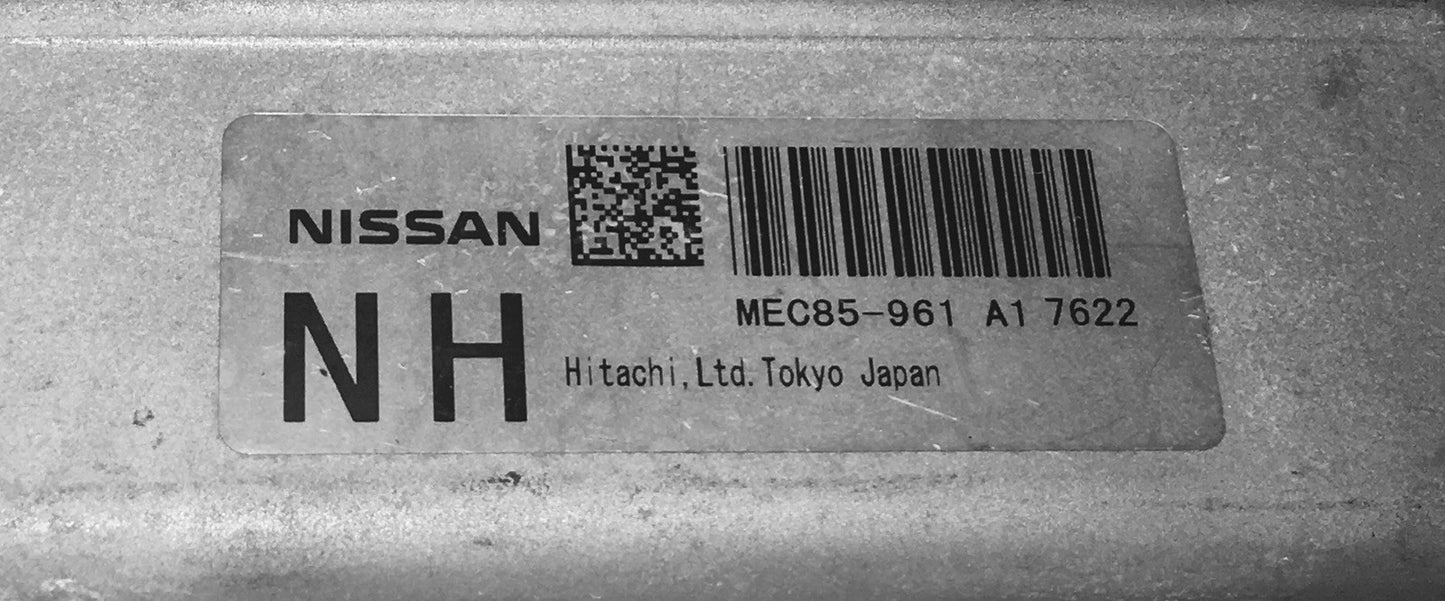 NISSAN
NH
MEC85-961 A1 7622
Hitachi,Ltd.Tokyo Japan